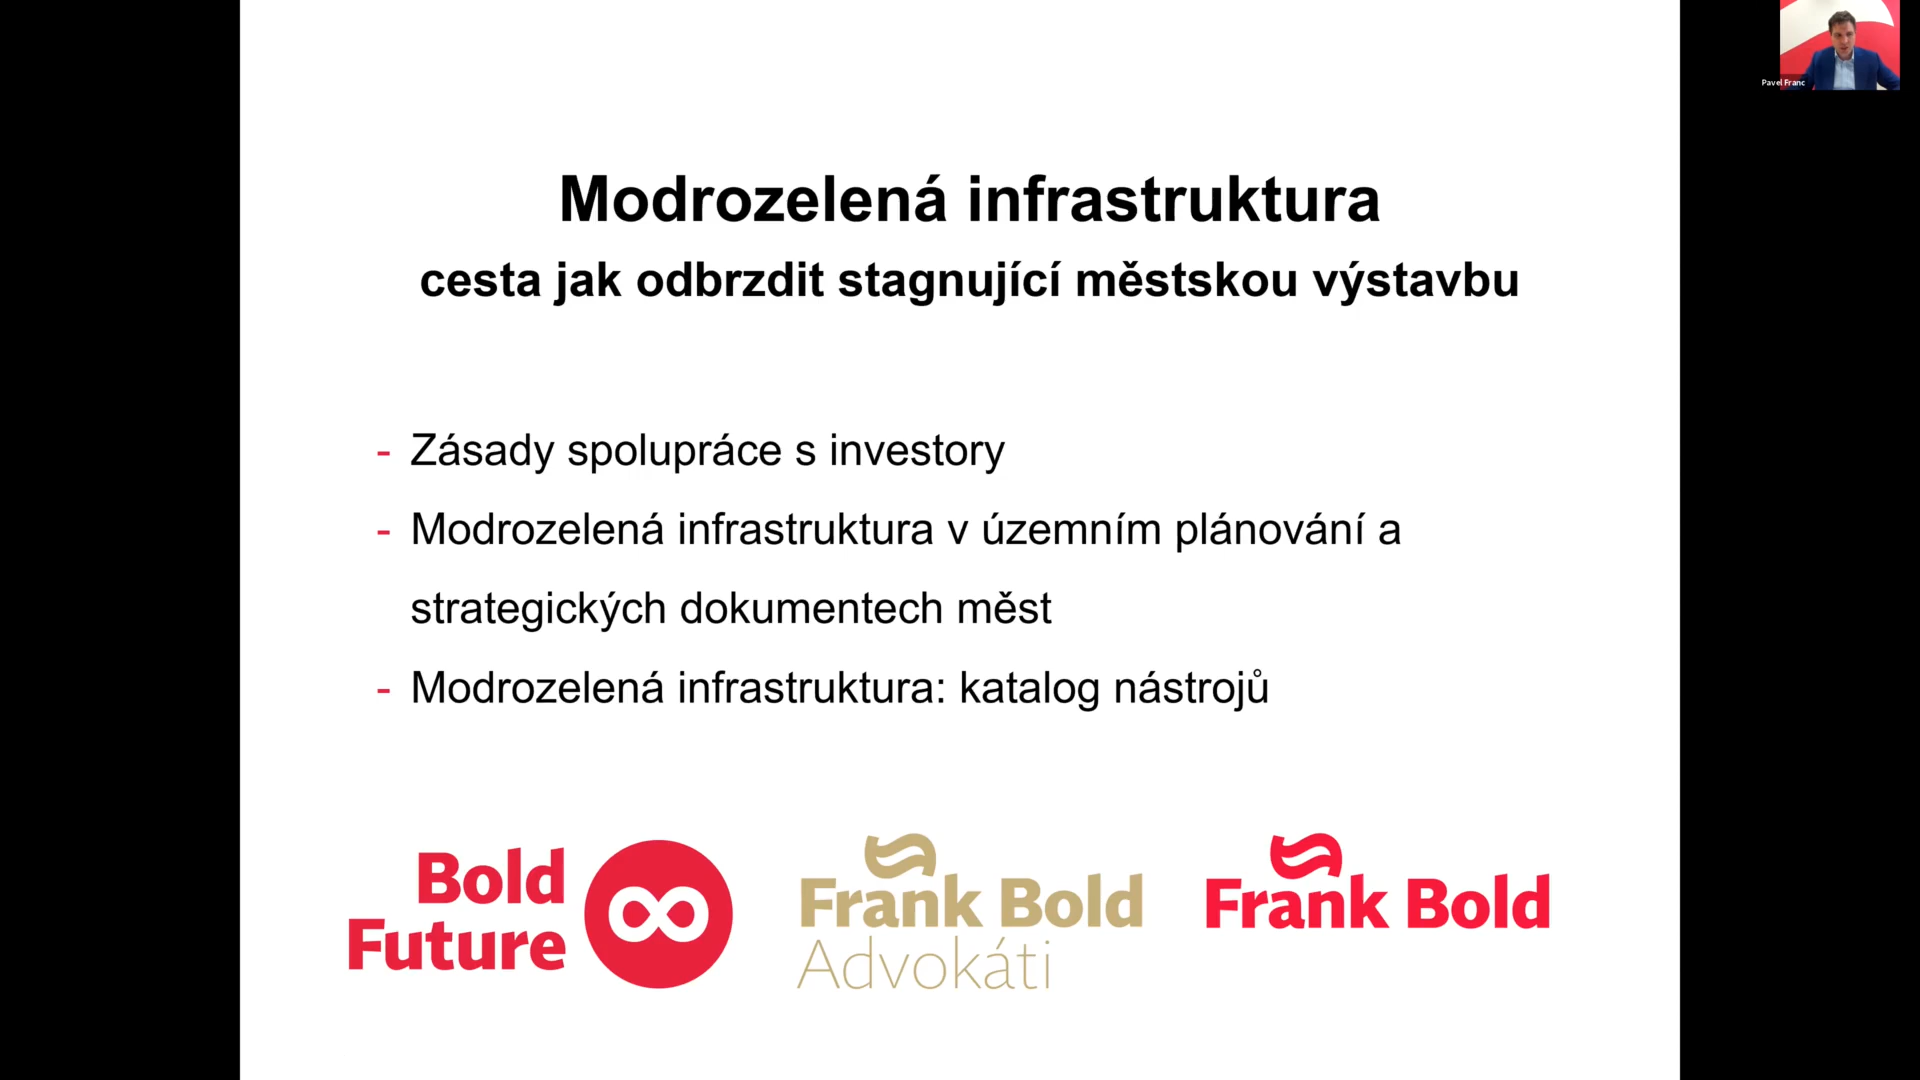 Pavel Franc
Modrozelená infrastruktura
cesta jak odbrzdit stagnující městskou výstavbu
- Zásady spolupráce s investory
- Modrozelená infrastruktura v územním plánování a
strategických dokumentech měst
- Modrozelená infrastruktura: katalog nástrojů
Bold
Future
Frank Bold
Advokáti
Frank Bold